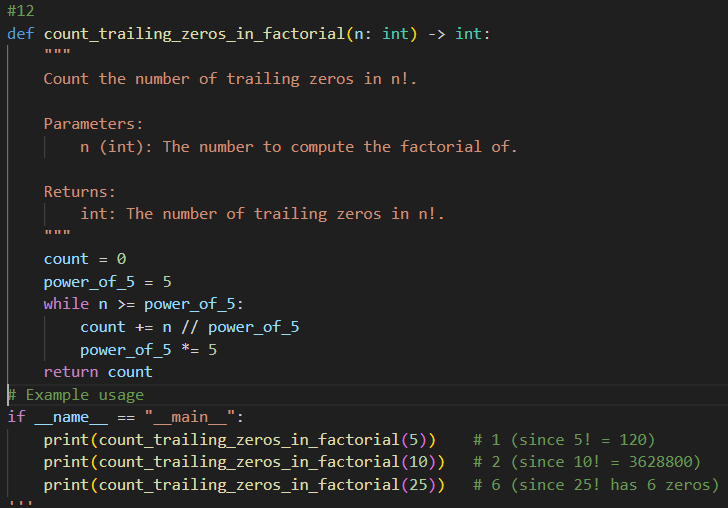 #12
def count_trailing_zeros_in_factorial(n: int) -> int:
    """
    Count the number of trailing zeros in n!.

    Parameters:
        n (int): The number to compute the factorial of.

    Returns:
        int: The number of trailing zeros in n!.
    """
    count = 0
    power_of_5 = 5
    while n >= power_of_5:
        count += n // power_of_5
        power_of_5 *= 5
    return count
# Example usage
if __name__ == "__main__":
    print(count_trailing_zeros_in_factorial(5))    # 1 (since 5! = 120)
    print(count_trailing_zeros_in_factorial(10))   # 2 (since 10! = 3628800)
    print(count_trailing_zeros_in_factorial(25))   # 6 (since 25! has 6 zeros)
'''